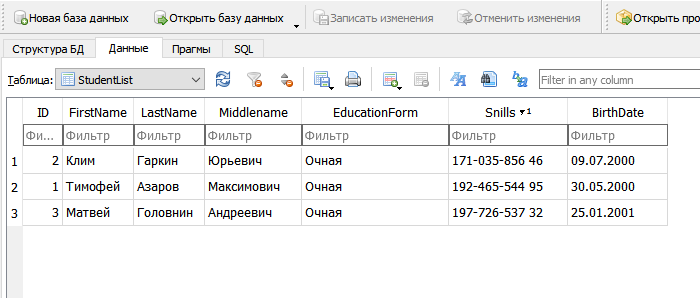 Новая база данных Открыть базу данных Записать изменения Отменить изменения Открыть про
Структура БД Данные Прагмы SQL
Таблица: StudentList Filter in any column
ID FirstName LastName Middlename EducationForm Snills 1 BirthDate
Фи... Фильтр Фильтр Фильтр Фильтр Фильтр Фильтр
1 2 Клим Гаркин Юрьевич Очная 171-035-856 46 09.07.2000
2 1 Тимофей Азаров Максимович Очная 192-465-544 95 30.05.2000
3 3 Матвей Головнин Андреевич Очная 197-726-537 32 25.01.2001